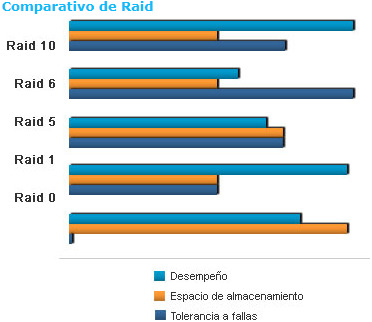 Comparativo de Raid
Raid 10
Raid 6
Raid 5
Raid 1
Raid 0
Desempeño
Espacio de almacenamiento
Tolerancia a fallas